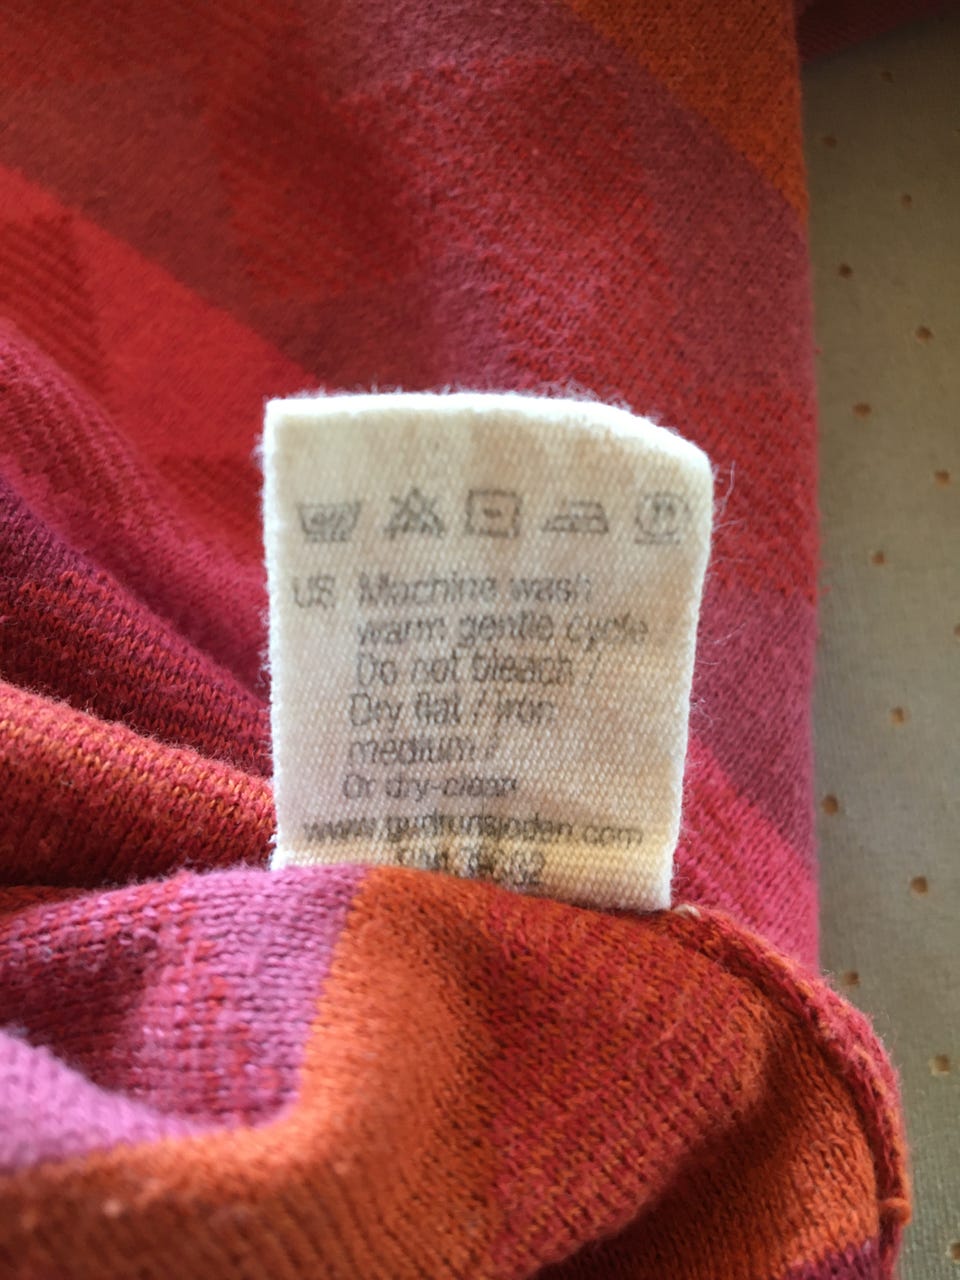 US Machine wash
warm gentle cycle
Do not bleach /
Dry flat / iron
medium /
Or dry-clean
www.gudrunsjoden.com